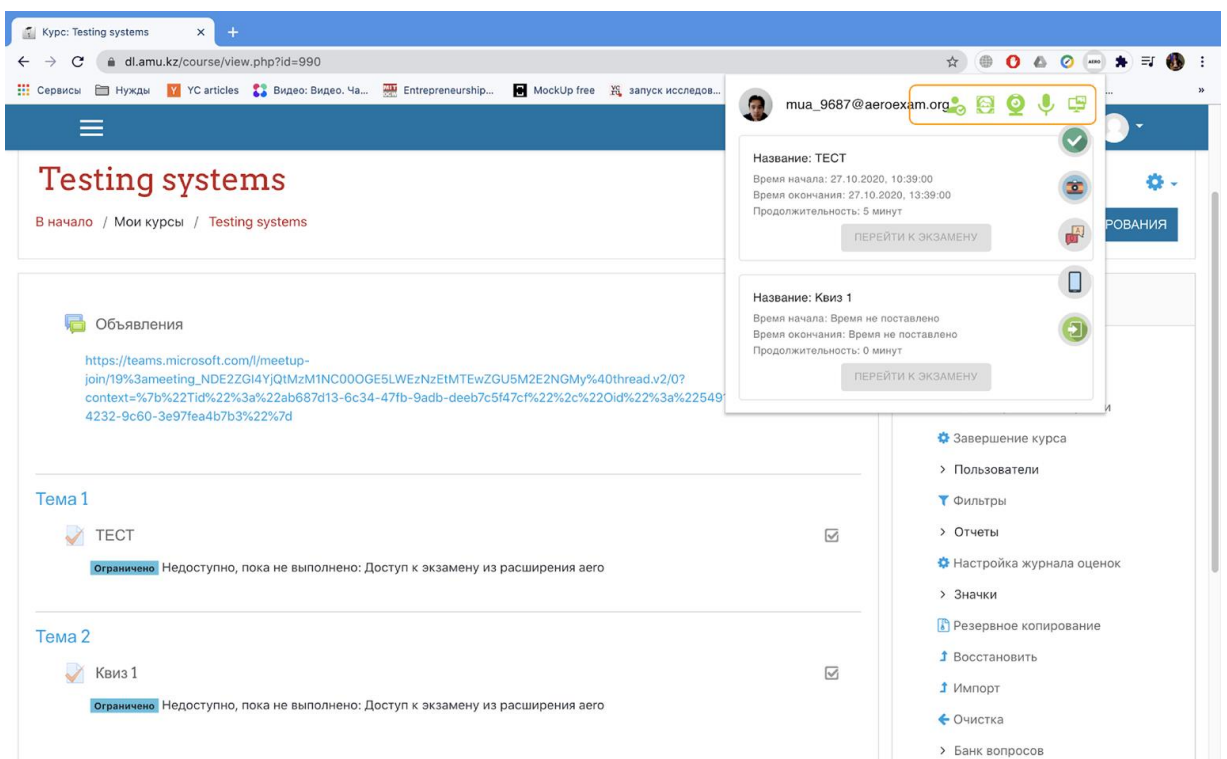 Курс: Testing systems
dl.amu.kz/course/view.php?id=990
AERO
Сервисы Нужды YC articles Видео: Видео. Ча... Entrepreneurship... MockUp free запуск исследов... ... »
mua_9687@aeroexam.org
Название: ТЕСТ
Время начала: 27.10.2020, 10:39:00
Время окончания: 27.10.2020, 13:39:00
Продолжительность: 5 минут
ПЕРЕЙТИ К ЭКЗАМЕНУ
Название: Квиз 1
Время начала: Время не поставлено
Время окончания: Время не поставлено
Продолжительность: 0 минут
ПЕРЕЙТИ К ЭКЗАМЕНУ
Testing systems
В начало / Мои курсы / Testing systems
РОВАНИЯ
Объявления
https://teams.microsoft.com/l/meetup-
join/19%3ameeting_NDE2ZGI4YjQtMzM1NC00OGE5LWEzNzEtMTEwZGU5M2E2NGMy%40thread.v2/0?
context=%7b%22Tid%22%3a%22ab687d13-6c34-47fb-9adb-deeb7c5f47cf%22%2c%22Oid%22%3a%22549
4232-9c60-3e97fea4b7b3%22%7d
Тема 1
ТЕСТ
Ограничено Недоступно, пока не выполнено: Доступ к экзамену из расширения aero
Тема 2
Квиз 1
Ограничено Недоступно, пока не выполнено: Доступ к экзамену из расширения aero
и
Завершение курса
Пользователи
Фильтры
Отчеты
Настройка журнала оценок
Значки
Резервное копирование
Восстановить
Импорт
Очистка
Банк вопросов